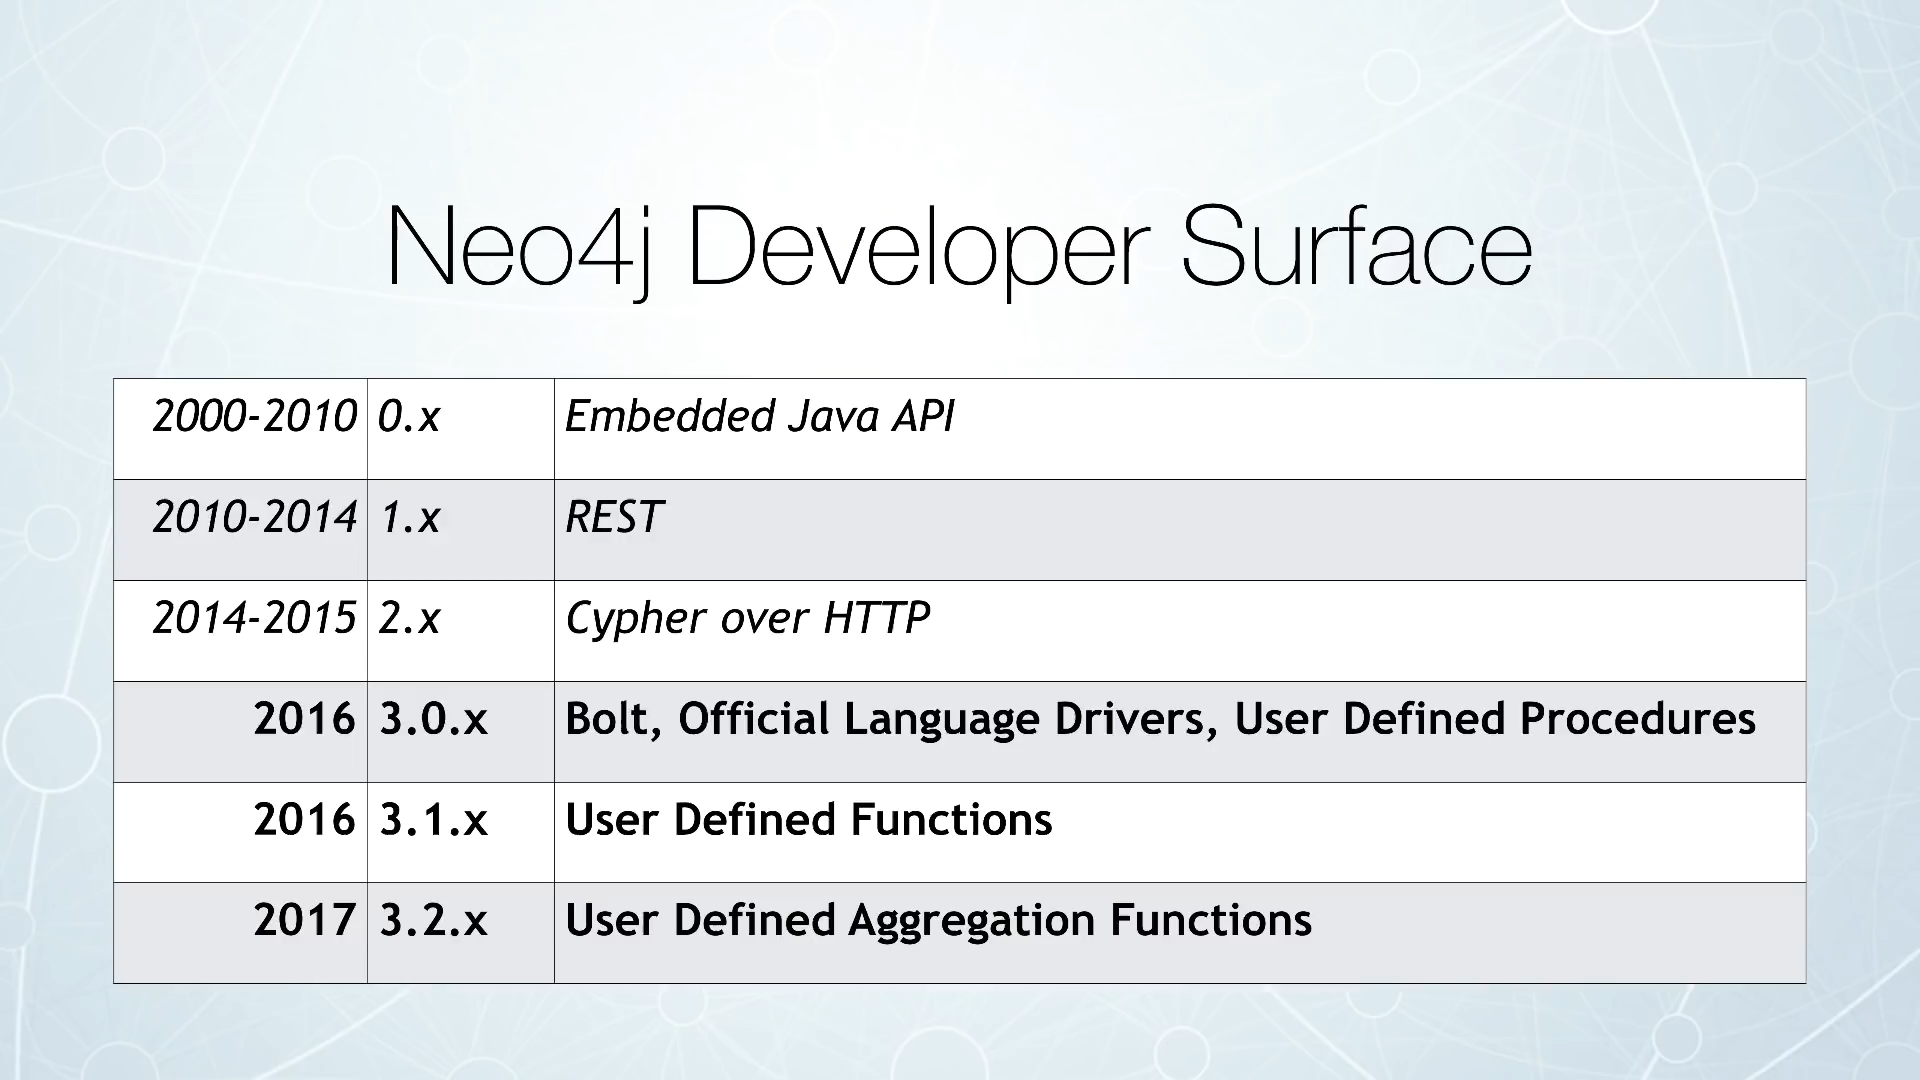 Neo4j Developer Surface
2000-2010 0.x Embedded Java API
2010-2014 1.x REST
2014-2015 2.x Cypher over HTTP
2016 3.0.x Bolt, Official Language Drivers, User Defined Procedures
2016 3.1.x User Defined Functions
2017 3.2.x User Defined Aggregation Functions